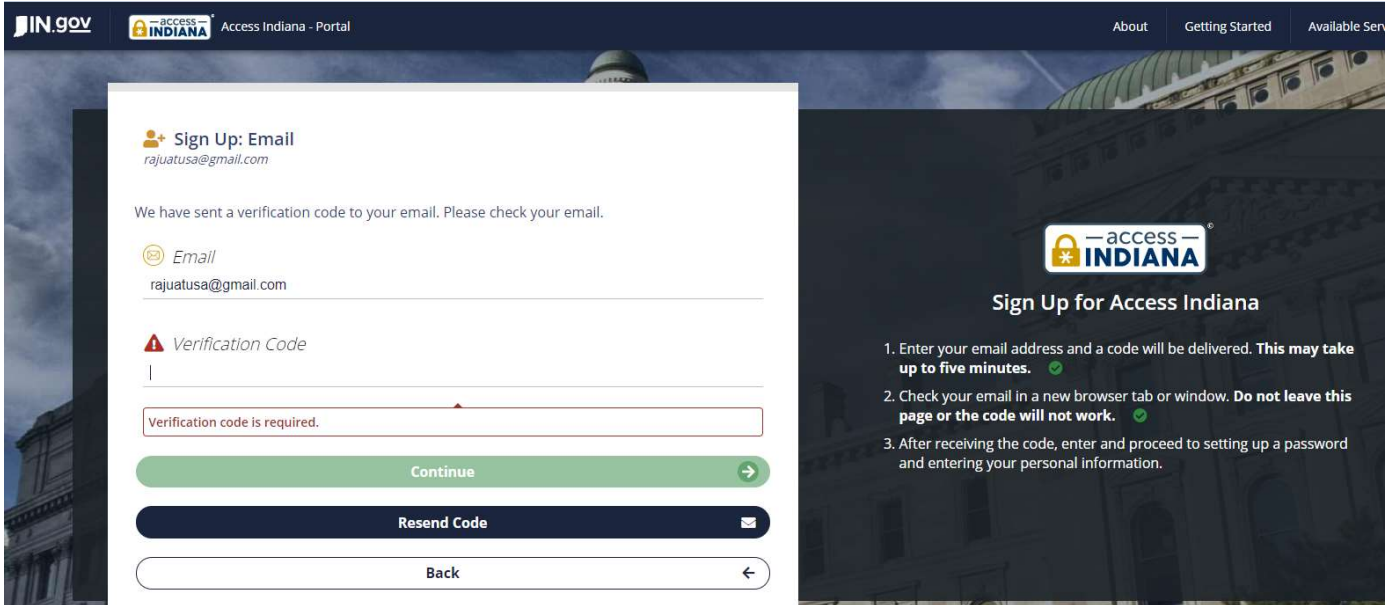 IN.gov
access INDIANA
Access Indiana - Portal
About
Getting Started
Available Serv
Sign Up: Email
rajuatusa@gmail.com
We have sent a verification code to your email. Please check your email.
Email
rajuatusa@gmail.com
Verification Code
Verification code is required.
Continue
Resend Code
Back
access
INDIANA
Sign Up for Access Indiana
1. Enter your email address and a code will be delivered. This may take
up to five minutes.
2. Check your email in a new browser tab or window. Do not leave this
page or the code will not work.
3. After receiving the code, enter and proceed to setting up a password
and entering your personal information.